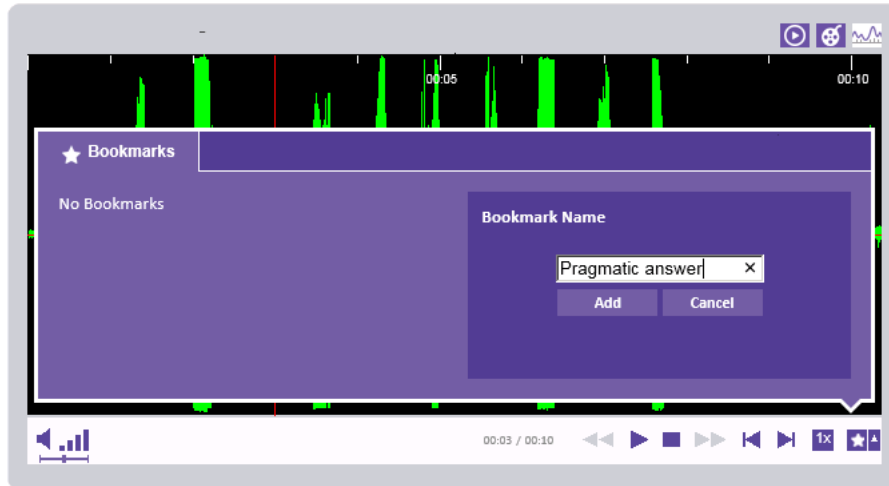 00:05
00:10
Bookmarks
No Bookmarks
Bookmark Name
Pragmatic answer
Add
Cancel
00:03 / 00:10
1x